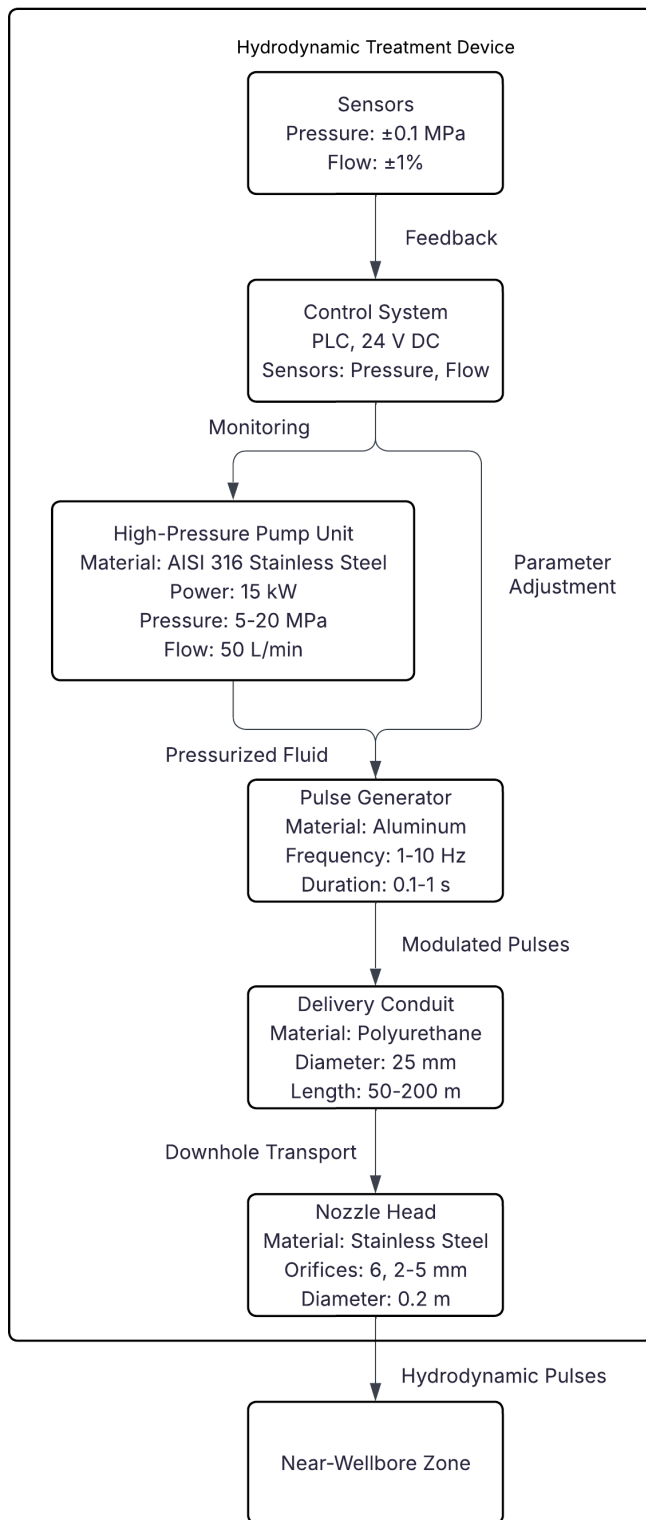 Hydrodynamic Treatment Device
Sensors
Pressure: ±0.1 MPa
Flow: ±1%
Feedback
Control System
PLC, 24 V DC
Sensors: Pressure, Flow
Monitoring
High-Pressure Pump Unit
Material: AISI 316 Stainless Steel
Power: 15 kW
Pressure: 5-20 MPa
Flow: 50 L/min
Parameter
Adjustment
Pressurized Fluid
Pulse Generator
Material: Aluminum
Frequency: 1-10 Hz
Duration: 0.1-1 s
Modulated Pulses
Delivery Conduit
Material: Polyurethane
Diameter: 25 mm
Length: 50-200 m
Downhole Transport
Nozzle Head
Material: Stainless Steel
Orifices: 6, 2-5 mm
Diameter: 0.2 m
Hydrodynamic Pulses
Near-Wellbore Zone